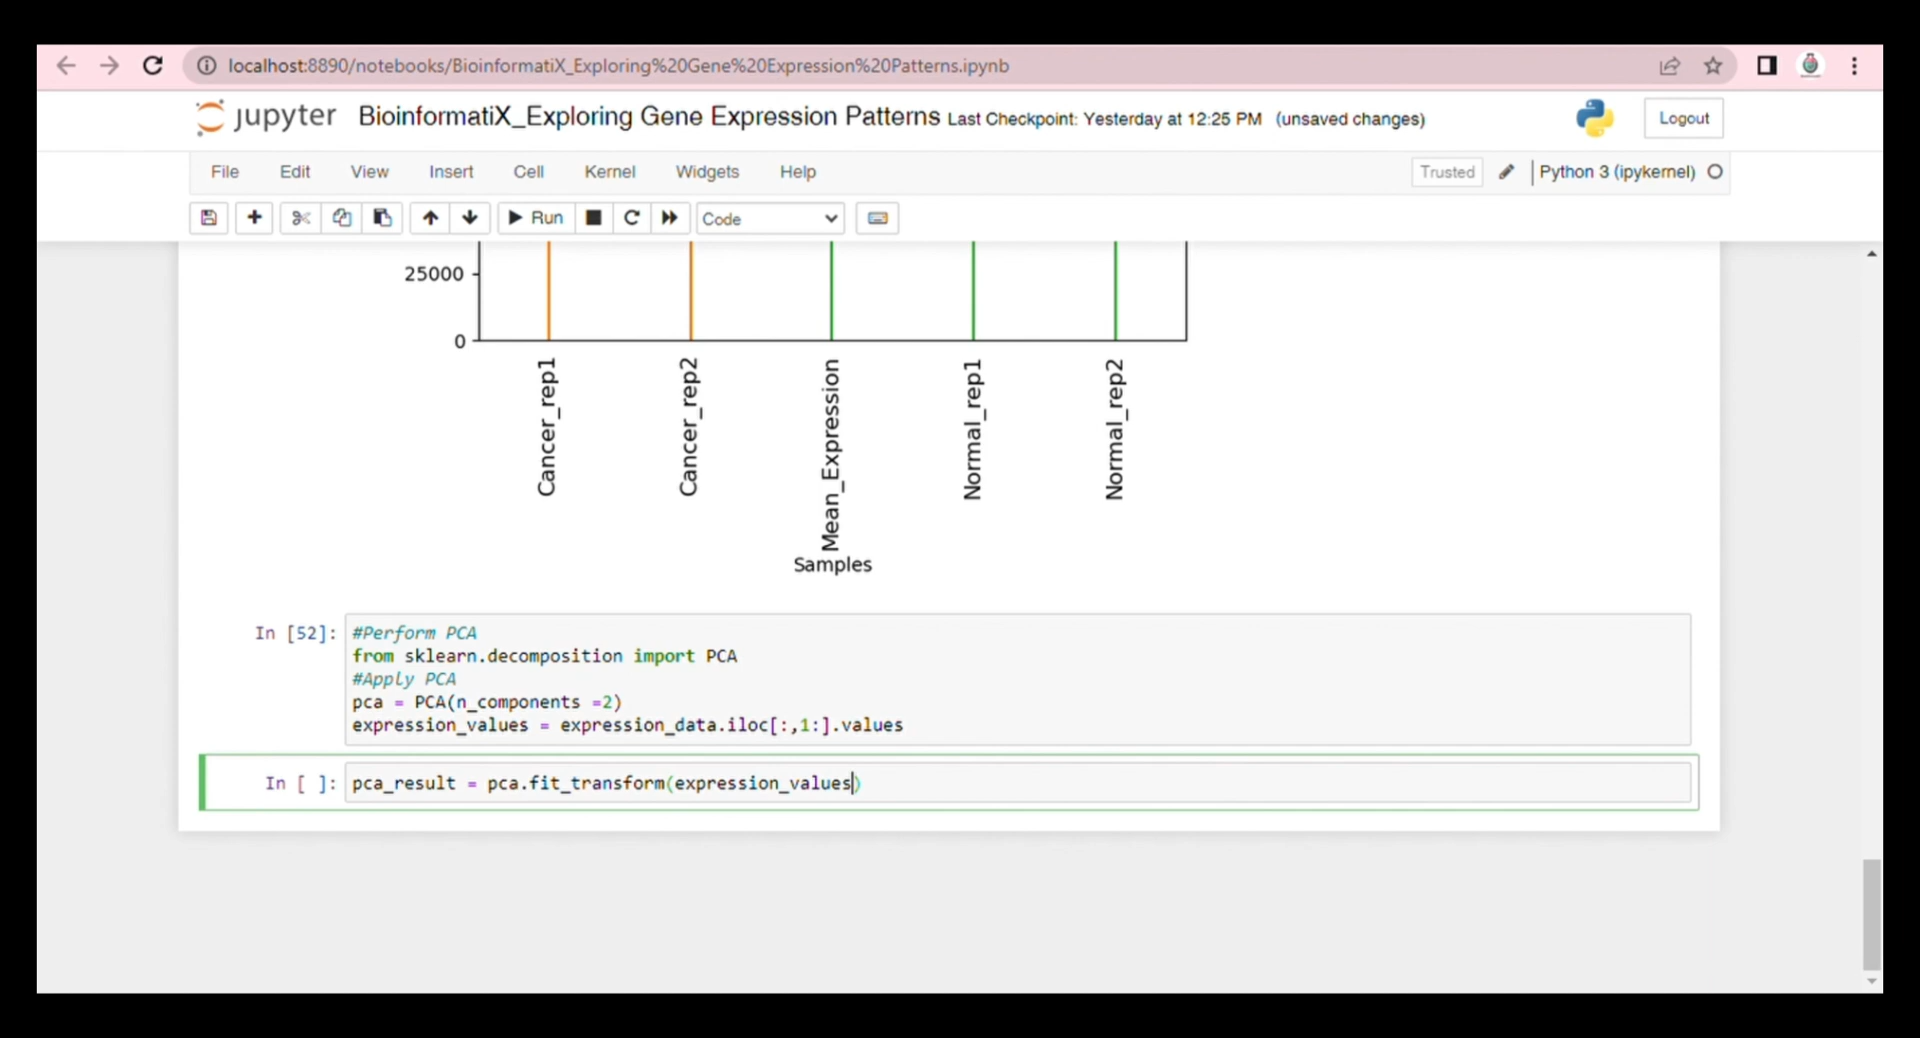 localhost:8890/notebooks/BioinformatiX_Exploring%20Gene%20Expression%20Patterns.ipynb
jupyter BioinformatiX_Exploring Gene Expression Patterns Last Checkpoint: Yesterday at 12:25 PM (unsaved changes) Logout
File Edit View Insert Cell Kernel Widgets Help Trusted Python 3 (ipykernel)
Run Code
25000
0
Cancer_rep1
Cancer_rep2
Mean_Expression
Normal_rep1
Normal_rep2
Samples
In [52]: #Perform PCA
from sklearn.decomposition import PCA
#Apply PCA
pca = PCA(n_components =2)
expression_values = expression_data.iloc[:,1:].values
In [ ]: pca_result = pca.fit_transform(expression_values)